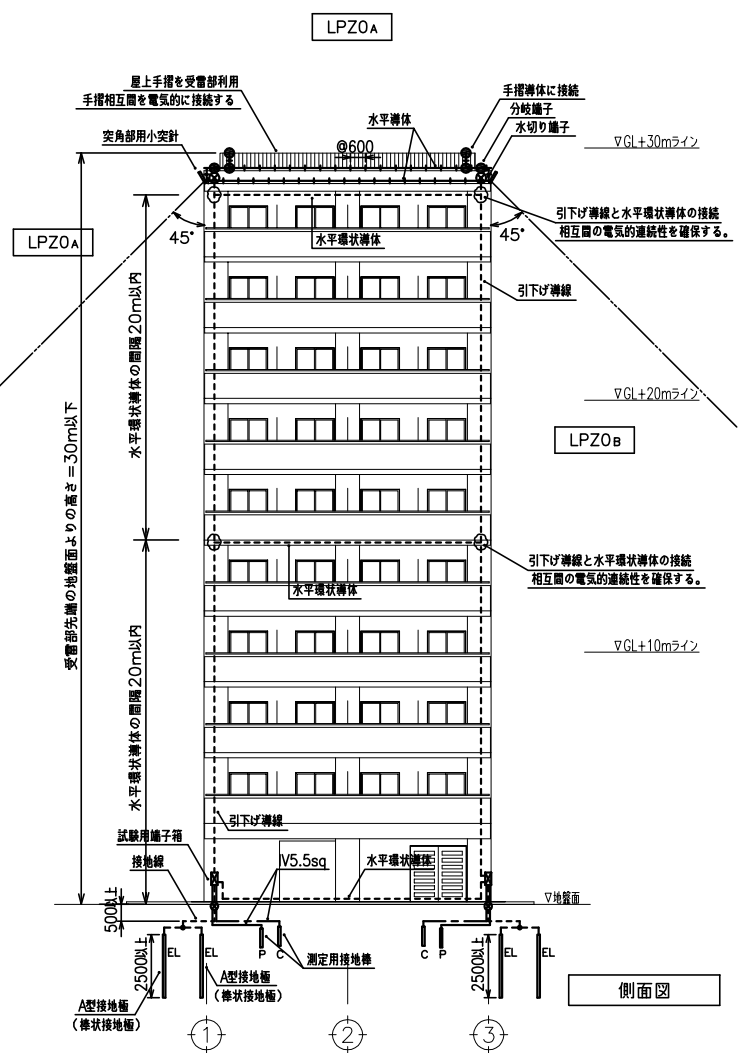 LPZ0A
屋上手摺を受雷部利用
手摺相互間を電気的に接続する
突角部用小突針
水平導体
@600
手摺導体に接続
分岐端子
水切り端子
▽GL+30mライン
LPZ0A
45°
水平環状導体
45°
引下げ導線と水平環状導体の接続
相互間の電気的連続性を確保する。
引下げ導線
水平環状導体の間隔20m以内
▽GL+20mライン
LPZ0B
受雷部先端の地盤面よりの高さ=30m以下
引下げ導線と水平環状導体の接続
相互間の電気的連続性を確保する。
水平環状導体
▽GL+10mライン
水平環状導体の間隔20m以内
引下げ導線
試験用端子箱
接地線
IV5.5sq
水平環状導体
▽地盤面
500以上
2500以上
EL
EL
P
C
測定用接地棒
C
P
2500以上
EL
EL
A型接地極
(棒状接地極)
A型接地極
(棒状接地極)
側面図
1
2
3